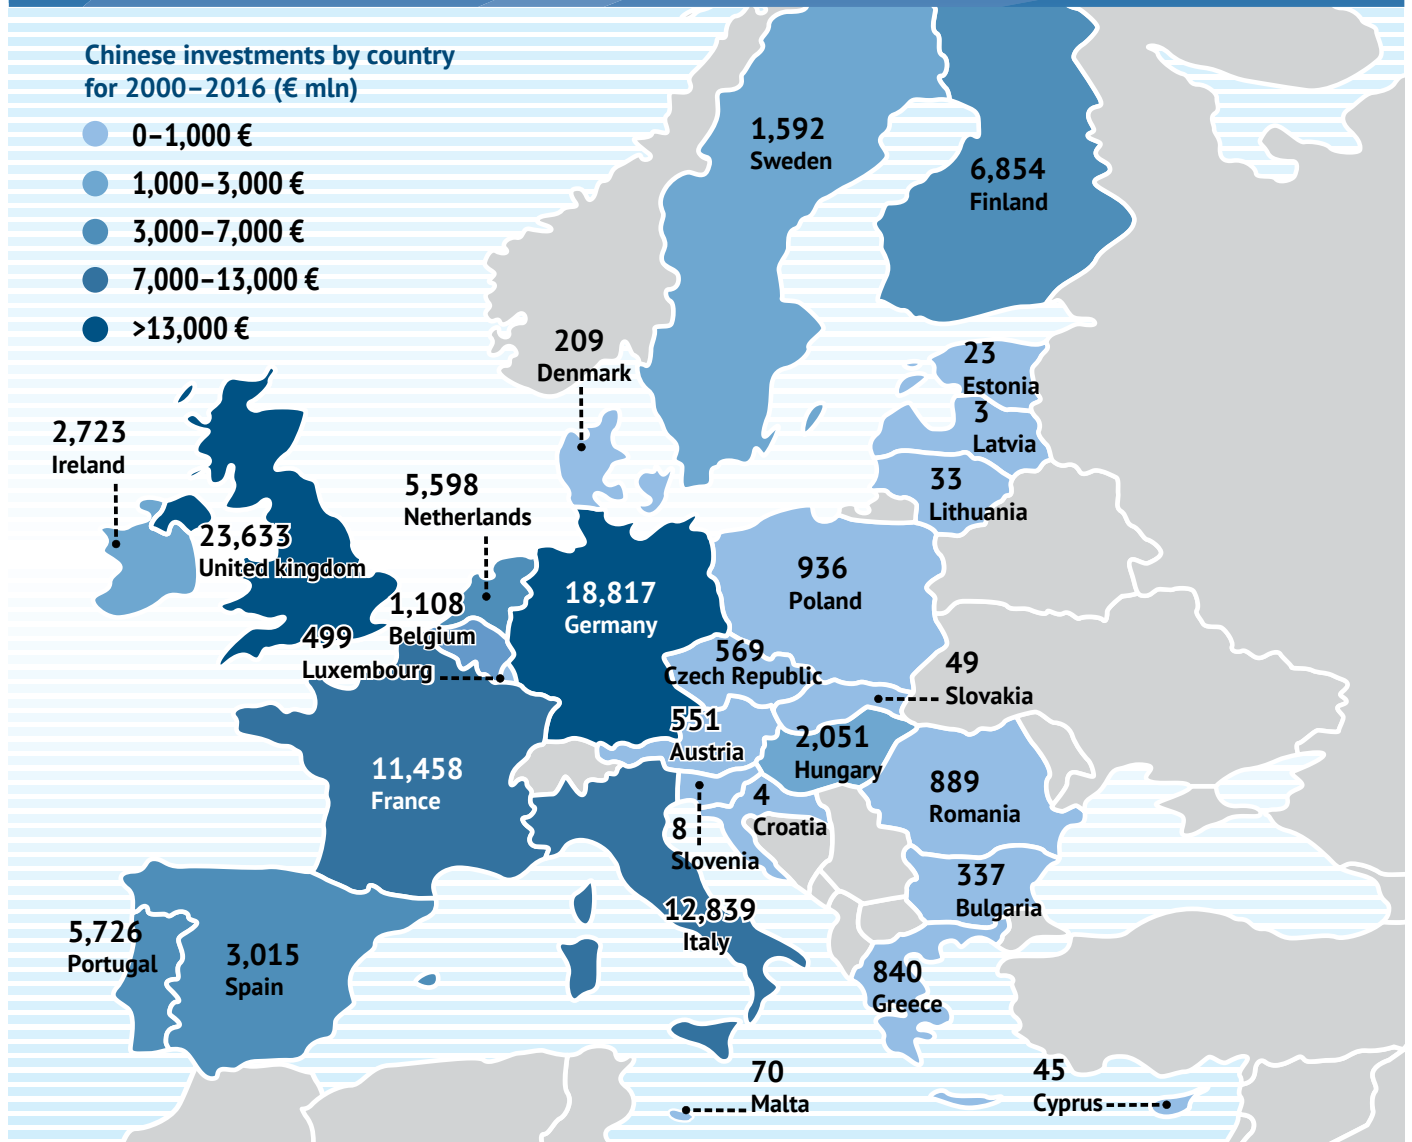 Chinese investments by country
for 2000–2016 (€ mln)
0–1,000 €
1,000–3,000 €
3,000–7,000 €
7,000–13,000 €
>13,000 €
1,592
Sweden
6,854
Finland
209
Denmark
23
Estonia
3
Latvia
33
Lithuania
2,723
Ireland
5,598
Netherlands
23,633
United kingdom
18,817
Germany
936
Poland
1,108
Belgium
499
Luxembourg
569
Czech Republic
49
Slovakia
551
Austria
2,051
Hungary
11,458
France
889
Romania
4
Croatia
8
Slovenia
337
Bulgaria
12,839
Italy
5,726
Portugal
3,015
Spain
840
Greece
70
Malta
45
Cyprus